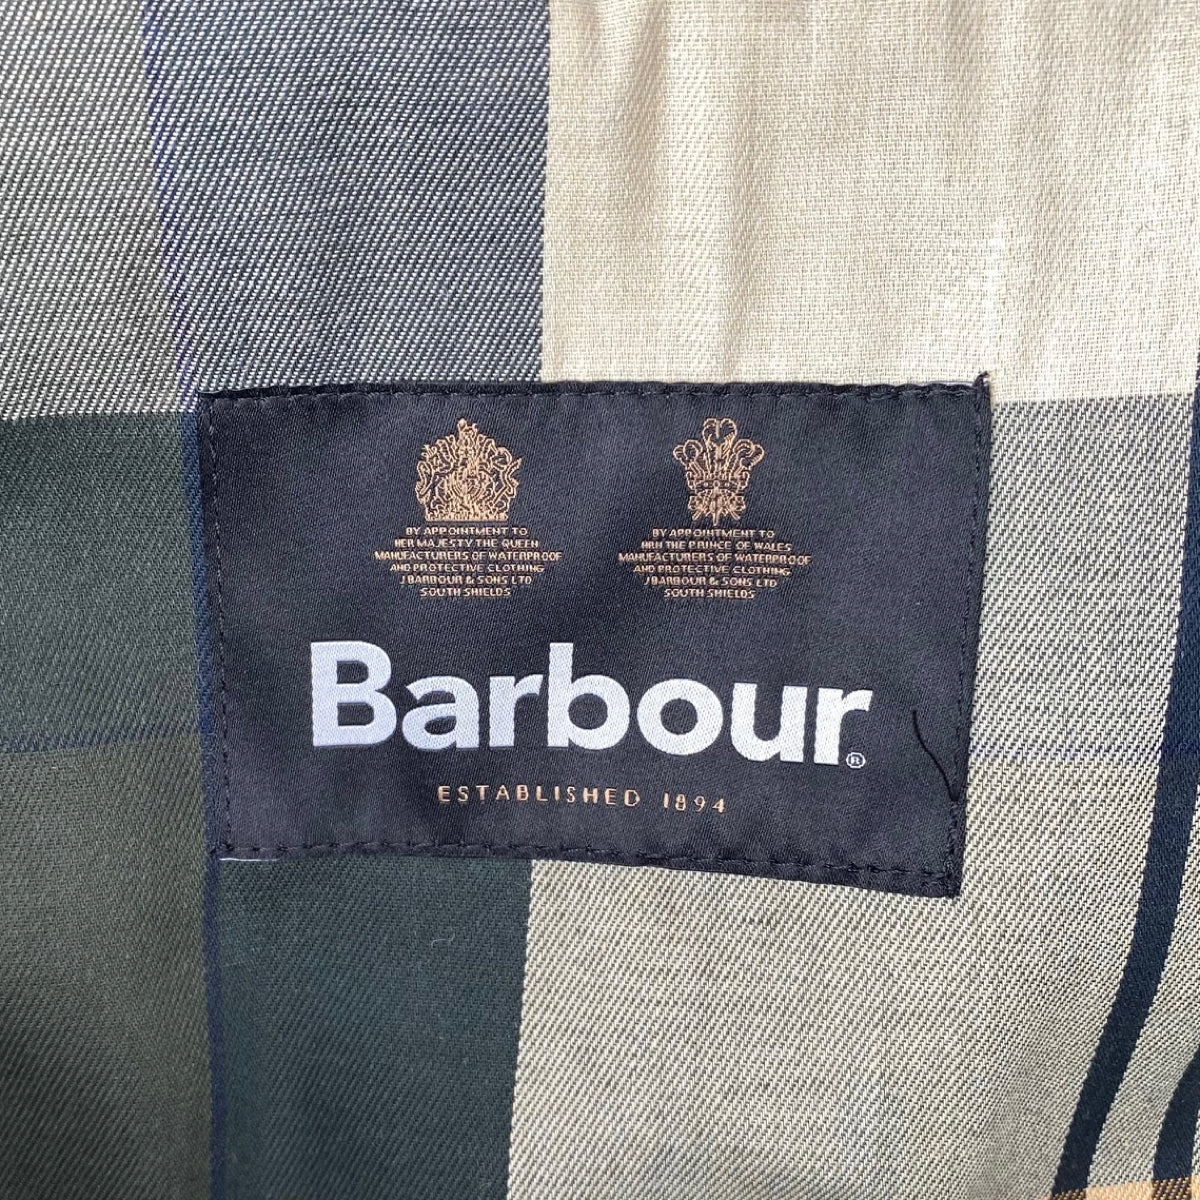 BY APPOINTMENT TO
HER MAJESTY THE QUEEN
MANUFACTURERS OF WATERPROOF
AND PROTECTIVE CLOTHING
J BARBOUR & SONS LTD
SOUTH SHIELDS
BY APPOINTMENT TO
HRH THE PRINCE OF WALES
MANUFACTURERS OF WATERPROOF
AND PROTECTIVE CLOTHING
J BARBOUR & SONS LTD
SOUTH SHIELDS
Barbour®
ESTABLISHED 1894